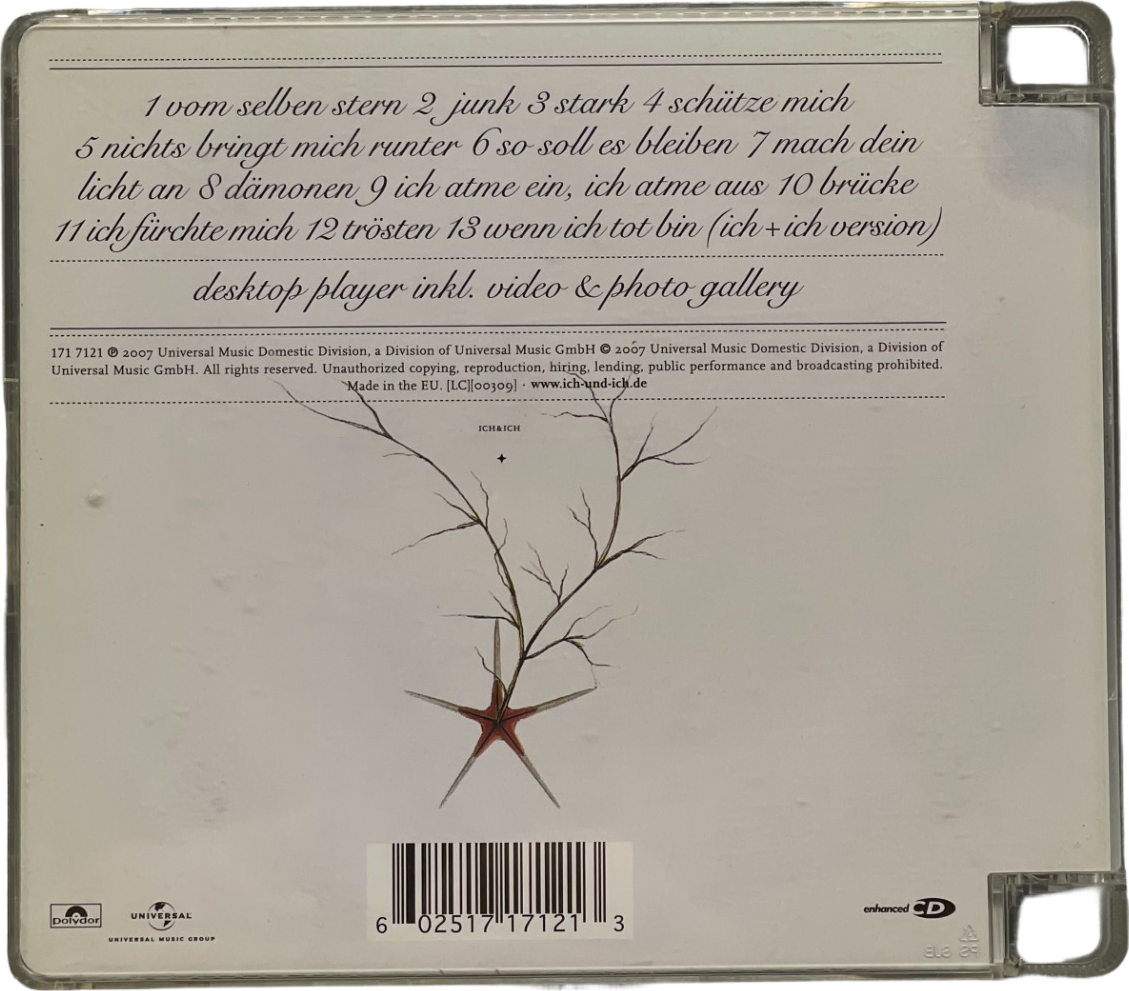 1 vom selben stern 2 junk 3 stark 4 schütze mich
5 nichts bringt mich runter 6 so soll es bleiben 7 mach dein
licht an 8 dämonen 9 ich atme ein, ich atme aus 10 brücke
11 ich fürchte mich 12 trösten 13 wenn ich tot bin (ich + ich version)
desktop player inkl. video & photo gallery
171 7121 ℗ 2007 Universal Music Domestic Division, a Division of Universal Music GmbH © 2007 Universal Music Domestic Division, a Division of
Universal Music GmbH. All rights reserved. Unauthorized copying, reproduction, hiring, lending, public performance and broadcasting prohibited.
Made in the EU. [LC][00309] · www.ich-und-ich.de
ICH&ICH
Polydor
UNIVERSAL
UNIVERSAL MUSIC GROUP
6 02517 17121 3
enhanced CD
PS SJB